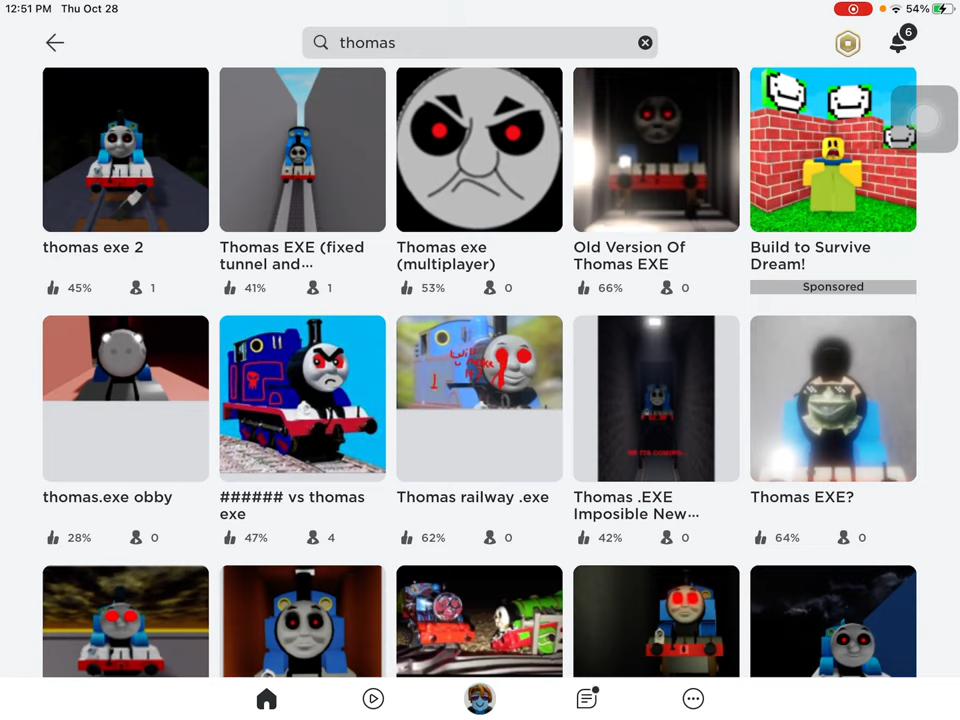 12:51 PM Thu Oct 28
54%
thomas
6
thomas exe 2
Thomas EXE (fixed
tunnel and...
Thomas exe
(multiplayer)
Old Version Of
Thomas EXE
Build to Survive
Dream!
45%
1
41%
1
53%
0
66%
0
Sponsored
thomas.exe obby
###### vs thomas
exe
Thomas railway .exe
Thomas .EXE
Imposible New...
Thomas EXE?
28%
0
47%
4
62%
0
42%
0
64%
0